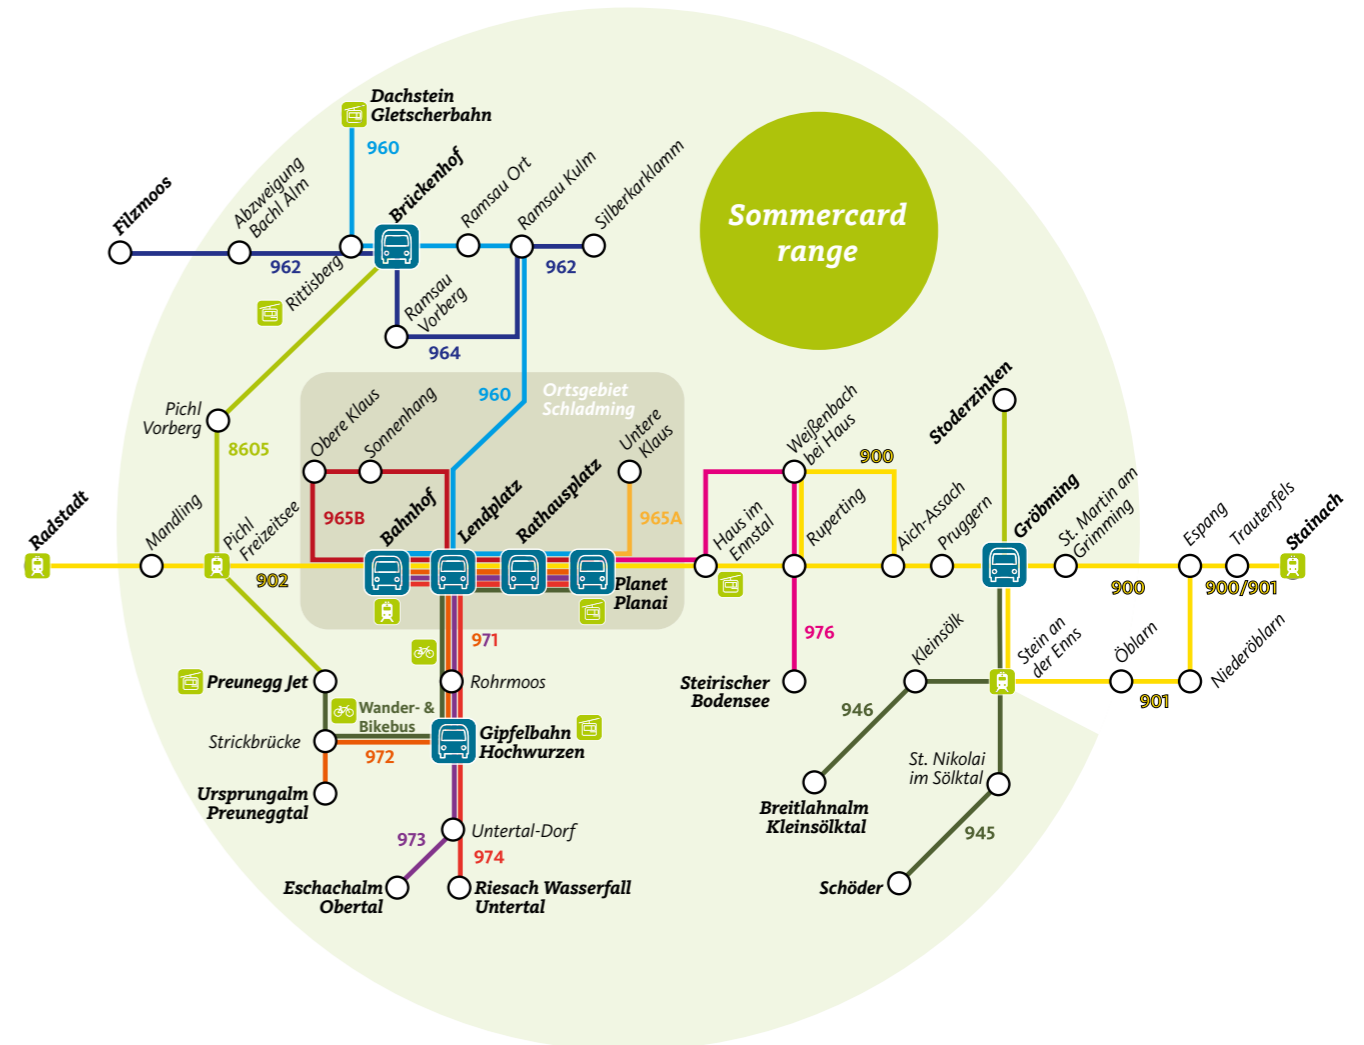 Dachstein
Gletscherbahn
960
Filzmoos
Abzweigung
Bachl Alm
Brückenhof
Ramsau Ort
Ramsau Kulm
Silberkarklamm
Sommercard
range
962
Rittisberg
Ramsau
Vorberg
962
964
Pichl
Vorberg
8605
960
Ortsgebiet
Schladming
Obere Klaus
Sonnenhang
Untere
Klaus
Weißenbach
bei Haus
900
Stoderzinken
Radstadt
Mandling
Pichl
Freizeitsee
902
965B
Bahnhof
Lendplatz
Rathausplatz
965A
Planet
Planai
Haus im
Ennstal
Ruperting
Aich-Assach
Pruggern
Gröbming
St. Martin am
Grimming
900
Espang
Trautenfels
900/901
Stainach
971
976
Preunegg Jet
Rohrmoos
Steirischer
Bodensee
Kleinsölk
Stein an
der Enns
Öblarn
Niederöblarn
901
Wander- &
Bikebus
Strickbrücke
972
Gipfelbahn
Hochwurzen
946
St. Nikolai
im Sölktal
Ursprungalm
Preuneggtal
Breitlahnalm
Kleinsölktal
973
Untertal-Dorf
974
945
Eschachalm
Obertal
Riesach Wasserfall
Untertal
Schöder